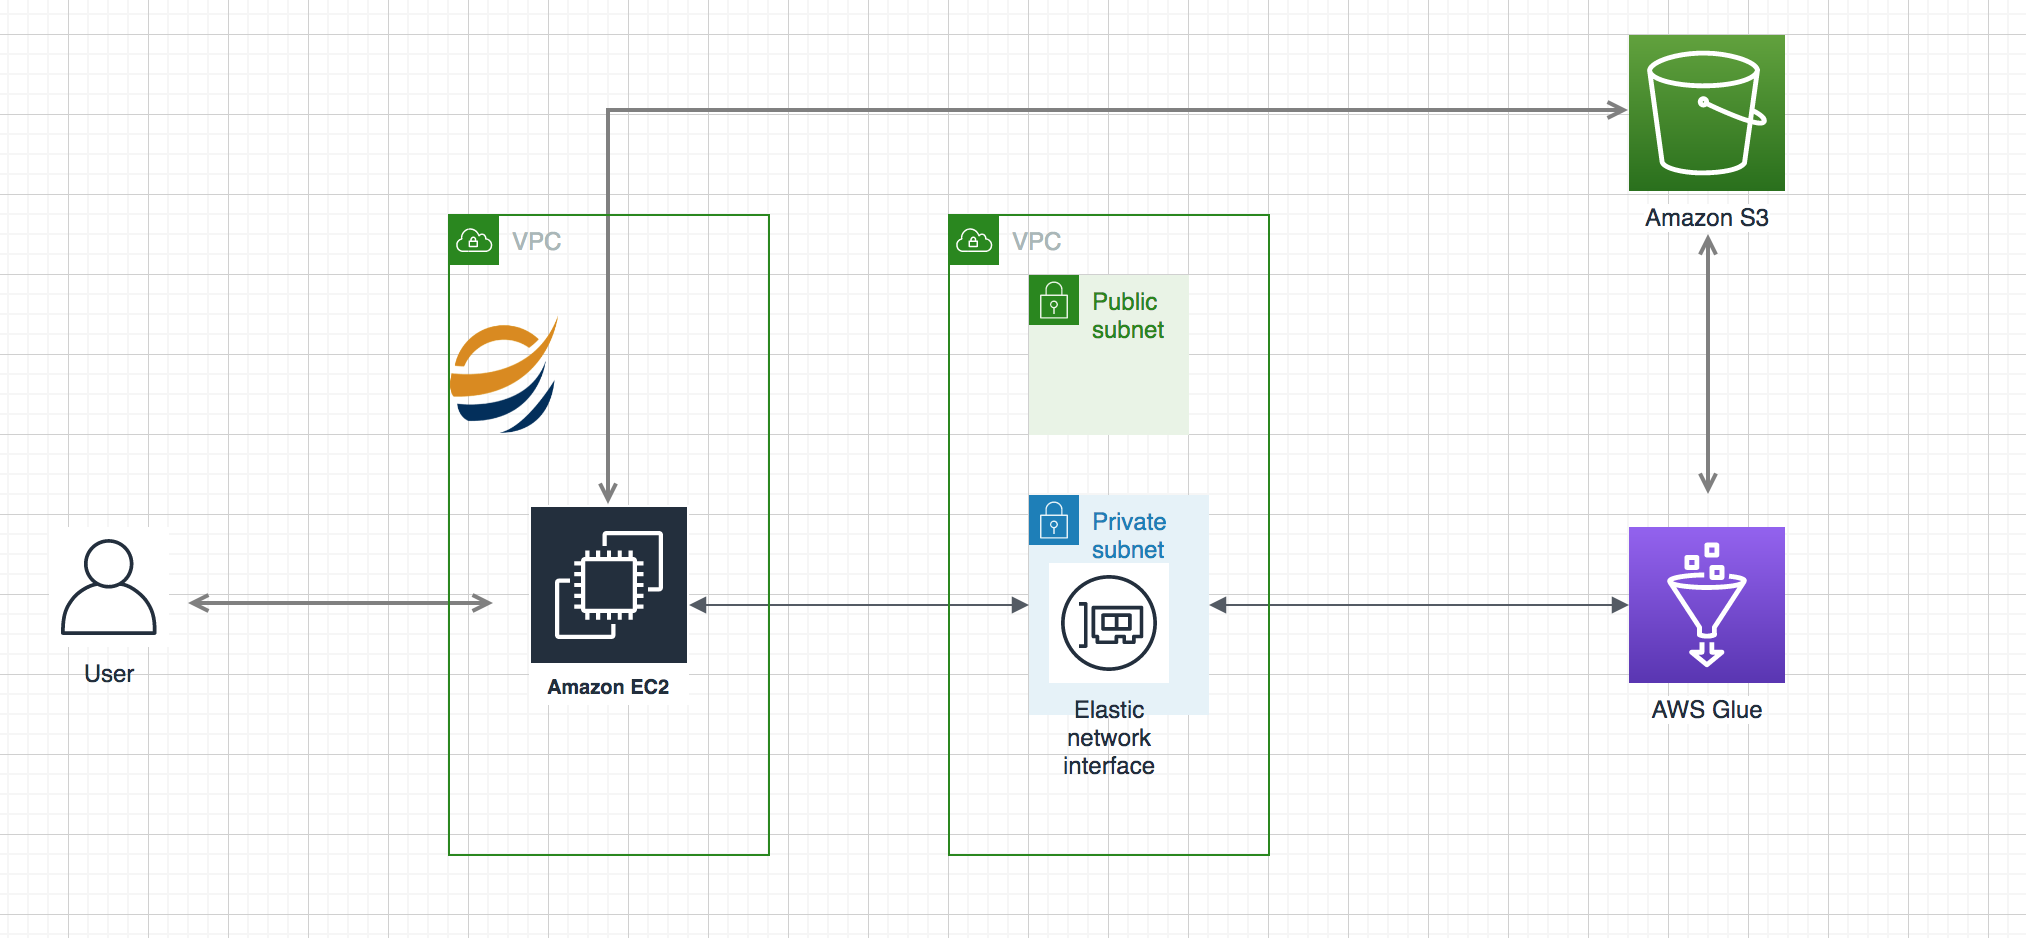 Amazon S3
VPC
VPC
Public
subnet
Private
subnet
User
Amazon EC2
Elastic
network
interface
AWS Glue